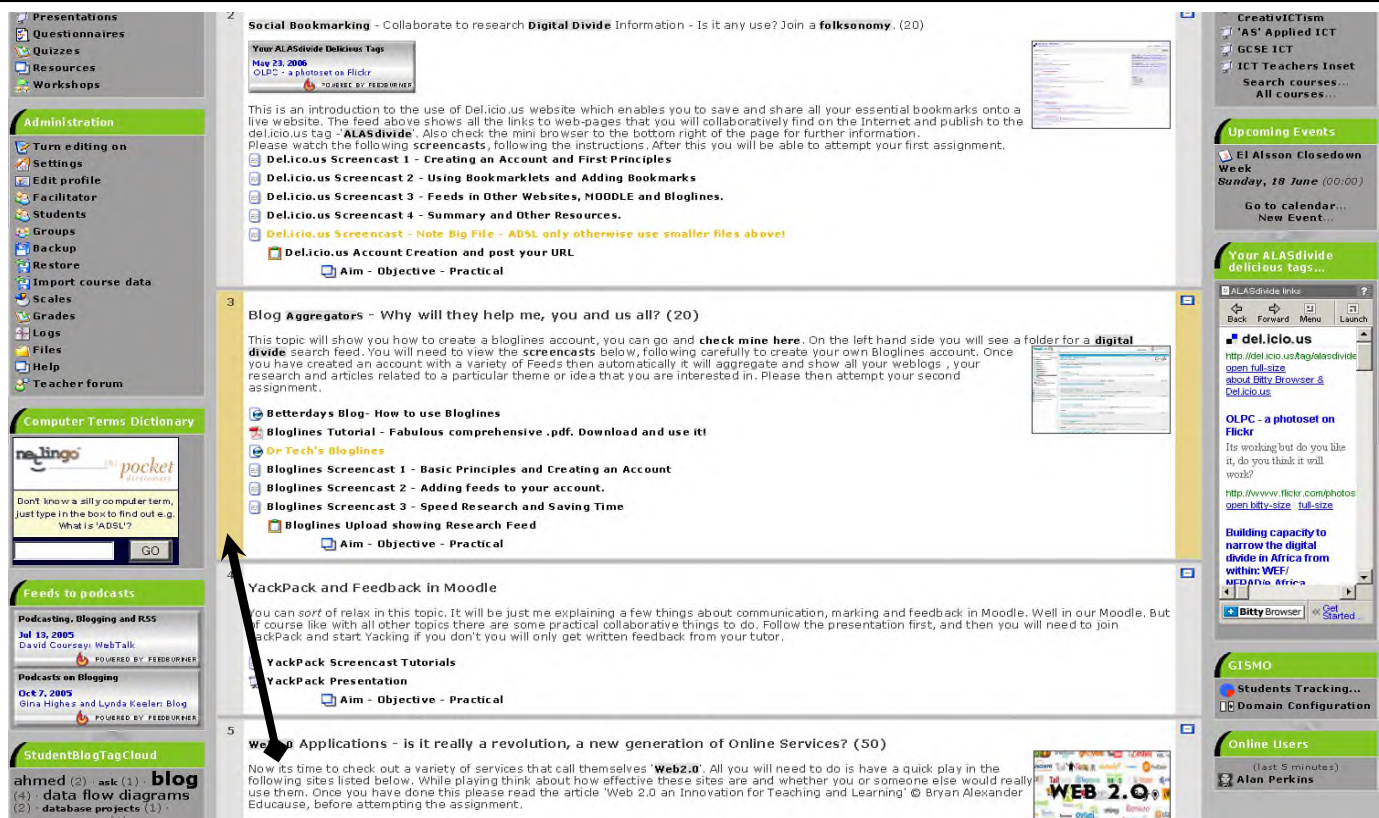 Presentations
Questionnaires
Quizzes
Resources
Workshops
Administration
Turn editing on
Settings
Edit profile
Facilitator
Students
Groups
Backup
Restore
Import course data
Scales
Grades
Logs
Files
Help
Teacher forum
Computer Terms Dictionary
netlingo
pocket
dictionary
Don't know a silly computer term,
just type in the box to find out e.g.
What is 'ADSL'?
GO
Feeds to podcasts
Podcasting, Blogging and RSS
Jul 13, 2005
David Coursey: WebTalk
POWERED BY FEEDBURNER
Podcasts on Blogging
Oct 7, 2005
Gina Highes and Lynda Keeler: Blog
POWERED BY FEEDBURNER
StudentBlogTagCloud
ahmed (2) · ask (1) · blog
(4) · data flow diagrams
(2) · database projects (1) ·
2
Social Bookmarking - Collaborate to research Digital Divide Information - Is it any use? Join a folksonomy. (20)
Your ALASdivide Delicious Tags
May 23, 2006
OLPC - a photoset on Flickr
POWERED BY FEEDBURNER
This is an introduction to the use of Del.icio.us website which enables you to save and share all your essential bookmarks onto a
live website. The feed above shows all the links to web-pages that you will collaboratively find on the Internet and publish to the
del.icio.us tag -'ALASdivide'. Also check the mini browser to the bottom right of the page for further information.
Please watch the following screencasts, following the instructions. After this you will be able to attempt your first assignment.
Del.ico.us Screencast 1 - Creating an Account and First Principles
Del.icio.us Screencast 2 - Using Bookmarklets and Adding Bookmarks
Del.icio.us Screencast 3 - Feeds in Other Websites, MOODLE and Bloglines.
Del.icio.us Screencast 4 - Summary and Other Resources.
Del.icio.us Screencast - Note Big File - ADSL only otherwise use smaller files above!
Del.icio.us Account Creation and post your URL
Aim - Objective - Practical
3
Blog Aggregators - Why will they help me, you and us all? (20)
This topic will show you how to create a bloglines account, you can go and check mine here. On the left hand side you will see a folder for a digital
divide search feed. You will need to view the screencasts below, following carefully to create your own Bloglines account. Once
you have created an account with a variety of Feeds then automatically it will aggregate and show all your weblogs , your
research and articles related to a particular theme or idea that you are interested in. Please then attempt your second
assignment.
Betterdays Blog- How to use Bloglines
Bloglines Tutorial - Fabulous comprehensive .pdf. Download and use it!
Dr Tech's Bloglines
Bloglines Screencast 1 - Basic Principles and Creating an Account
Bloglines Screencast 2 - Adding feeds to your account.
Bloglines Screencast 3 - Speed Research and Saving Time
Bloglines Upload showing Research Feed
Aim - Objective - Practical
4
YackPack and Feedback in Moodle
You can sort of relax in this topic. It will be just me explaining a few things about communication, marking and feedback in Moodle. Well in our Moodle. But
of course like with all other topics there are some practical collaborative things to do. Follow the presentation first, and then you will need to join
YackPack and start Yacking if you don't you will only get written feedback from your tutor.
YackPack Screencast Tutorials
YackPack Presentation
Aim - Objective - Practical
5
Web2.0 Applications - is it really a revolution, a new generation of Online Services? (50)
Now its time to check out a variety of services that call themselves 'Web2.0'. All you will need to do is have a quick play in the
following sites listed below. While playing think about how effective these sites are and whether you or someone else would really
use them. Once you have done this please read the article 'Web 2.0 an Innovation for Teaching and Learning' © Bryan Alexander
Educause, before attempting the assignment.
WEB 2.0
CreativICTism
'AS' Applied ICT
GCSE ICT
ICT Teachers Inset
Search courses...
All courses...
Upcoming Events
El Alsson Closedown
Week
Sunday, 18 June (00:00)
Go to calendar...
New Event...
Your ALASdivide
delicious tags...
ALASdivide links ?
Back Forward Menu Launch
del.icio.us
http://del.icio.us/tag/alasdivide
open full-size
about Bitty Browser &
Del.icio.us
OLPC - a photoset on
Flickr
Its working but do you like
it, do you think it will
work?
http://www.flickr.com/photos
open bitty-size full-size
Building capacity to
narrow the digital
divide in Africa from
within: WEF/
NEPAD/e Africa
Bitty Browser « Get
Started...
GISMO
Students Tracking...
Domain Configuration
Online Users
(last 5 minutes)
Alan Perkins